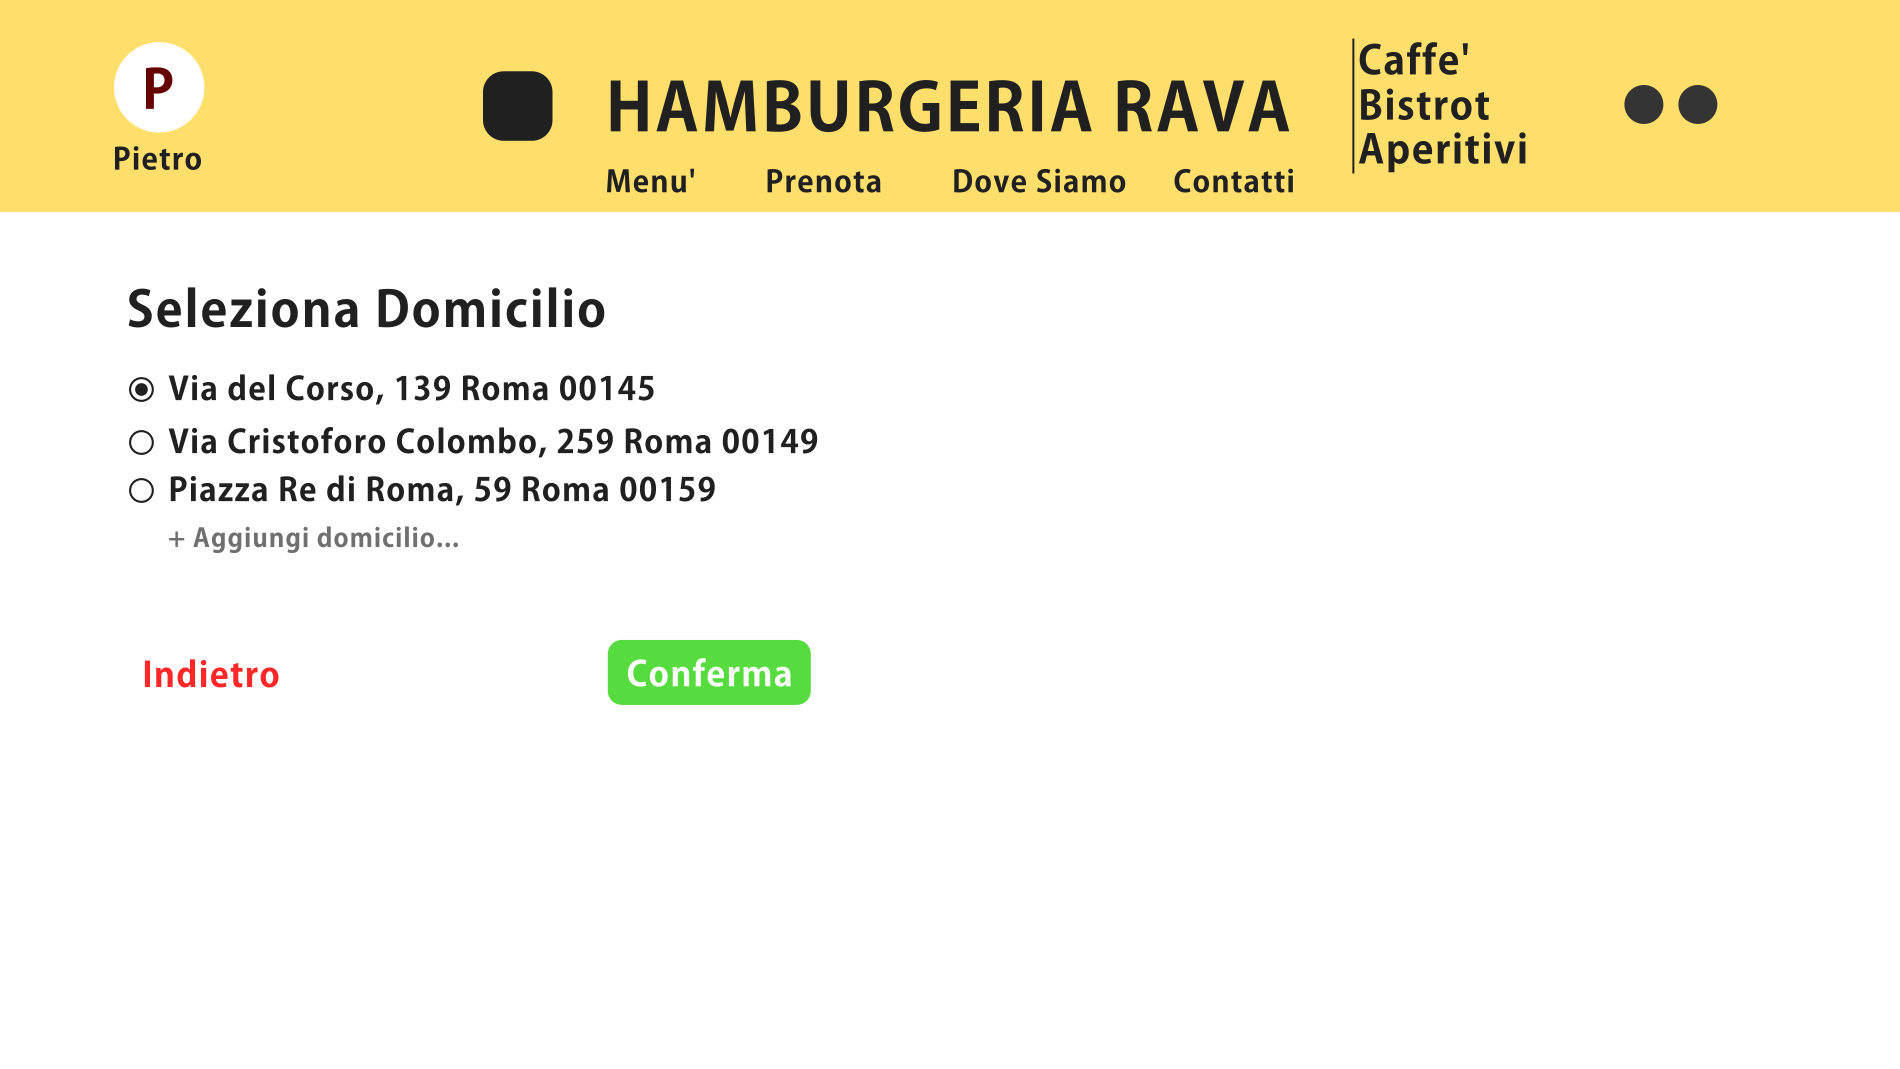 P
Pietro
HAMBURGERIA RAVA
Caffe'
Bistrot
Aperitivi
Menu' Prenota Dove Siamo Contatti
Seleziona Domicilio
Via del Corso, 139 Roma 00145
Via Cristoforo Colombo, 259 Roma 00149
Piazza Re di Roma, 59 Roma 00159
+ Aggiungi domicilio...
Indietro Conferma